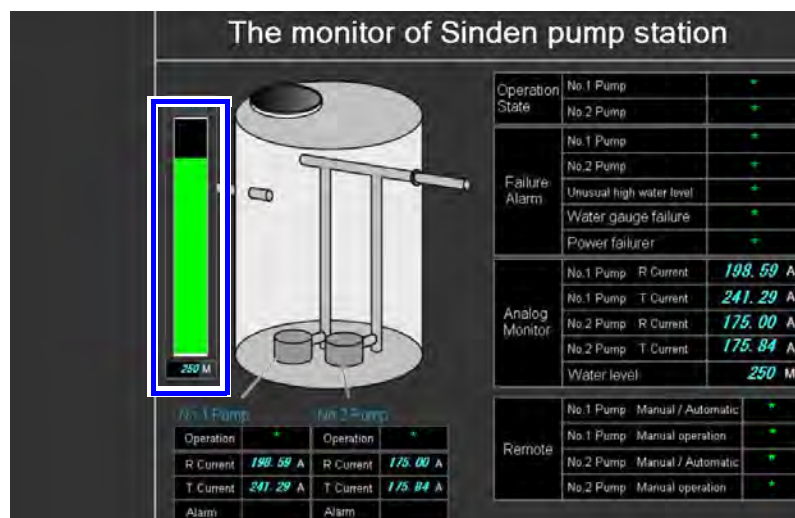 The monitor of Sinden pump station
Operation State
No.1 Pump *
No.2 Pump *
Failure Alarm
No.1 Pump *
No.2 Pump *
Unusual high water level *
Water gauge failure *
Power failurer *
Analog Monitor
No.1 Pump R Current 198.59 A
No.1 Pump T Current 241.29 A
No.2 Pump R Current 175.00 A
No.2 Pump T Current 175.84 A
Water level 250 M
Remote
No.1 Pump Manual / Automatic *
No.1 Pump Manual operation *
No.2 Pump Manual / Automatic *
No.2 Pump Manual operation *
250 M
No.1 Pump
Operation *
R Current 198.59 A
T Current 241.29 A
Alarm
No.2 Pump
Operation *
R Current 175.00 A
T Current 175.84 A
Alarm